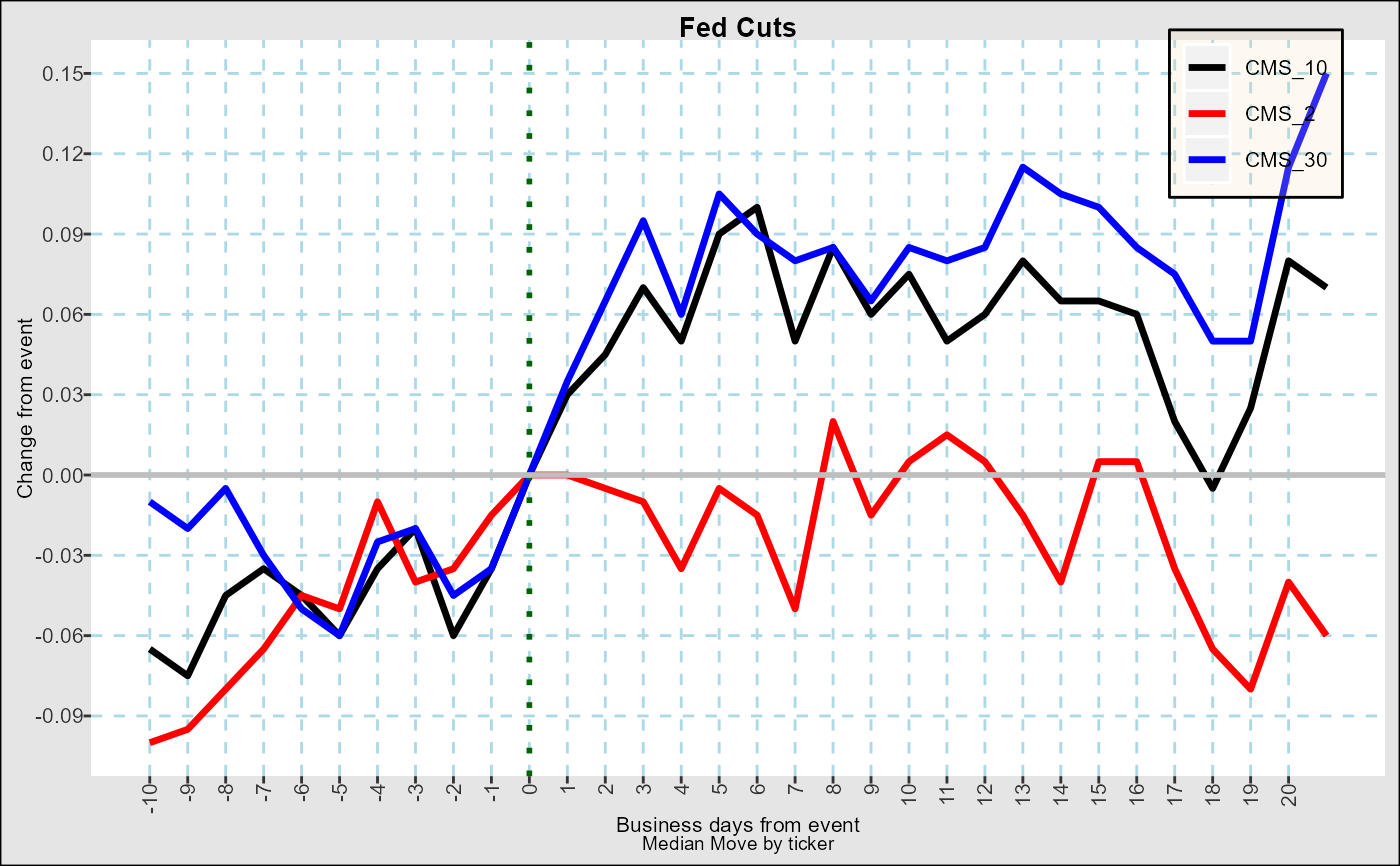 Fed Cuts
CMS_10
CMS_2
CMS_30
0.15
0.12
0.09
0.06
0.03
0.00
-0.03
-0.06
-0.09
Change from event
-10 -9 -8 -7 -6 -5 -4 -3 -2 -1 0 1 2 3 4 5 6 7 8 9 10 11 12 13 14 15 16 17 18 19 20
Business days from event
Median Move by ticker